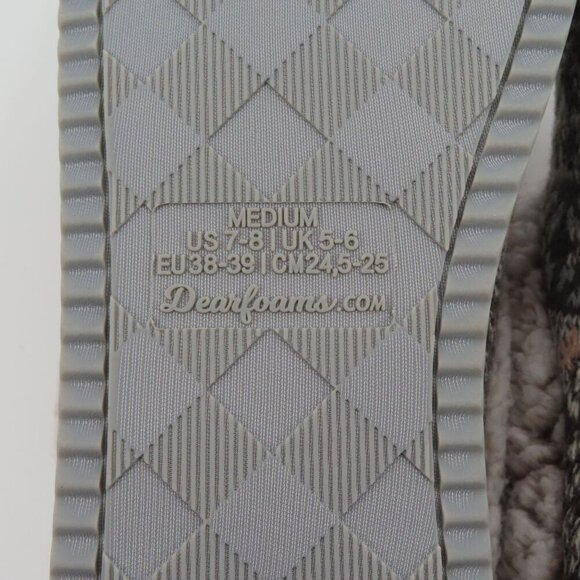 MEDIUM
US 7-8 | UK 5-6
EU 38-39 | CM 24,5-25
Dearfoams.COM